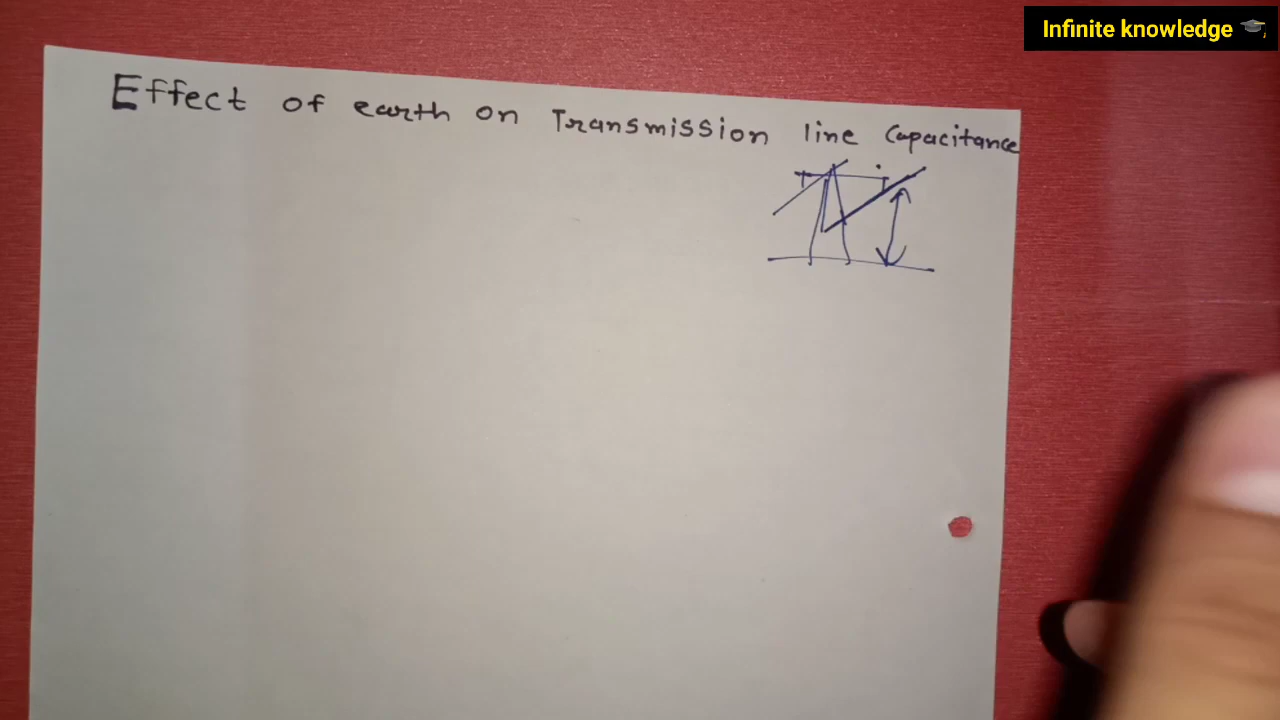 Infinite knowledge 🎓
Effect of earth on Transmission line Capacitance